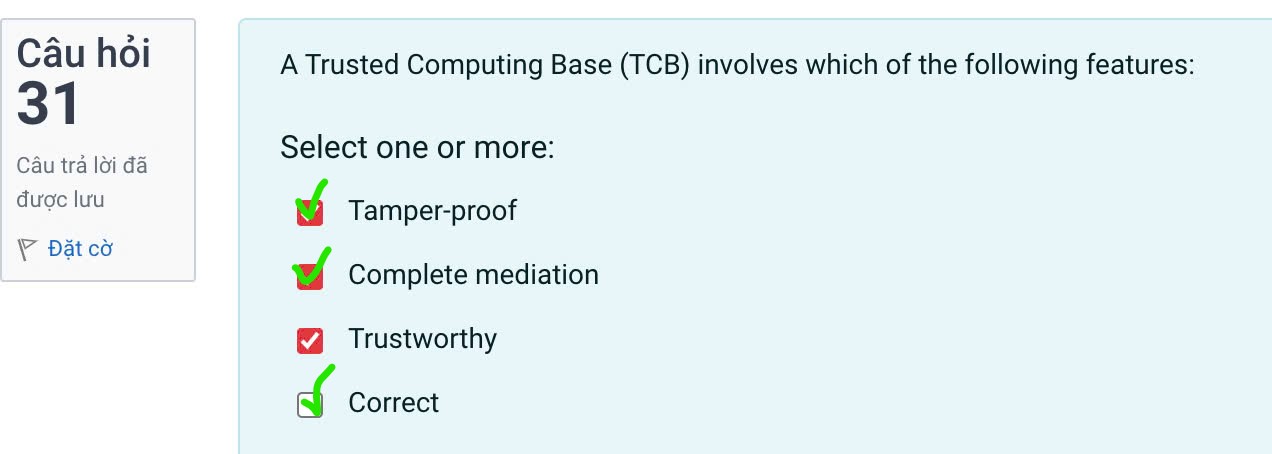 Câu hỏi
31
Câu trả lời đã
được lưu
Đặt cờ
A Trusted Computing Base (TCB) involves which of the following features:
Select one or more:
Tamper-proof
Complete mediation
Trustworthy
Correct